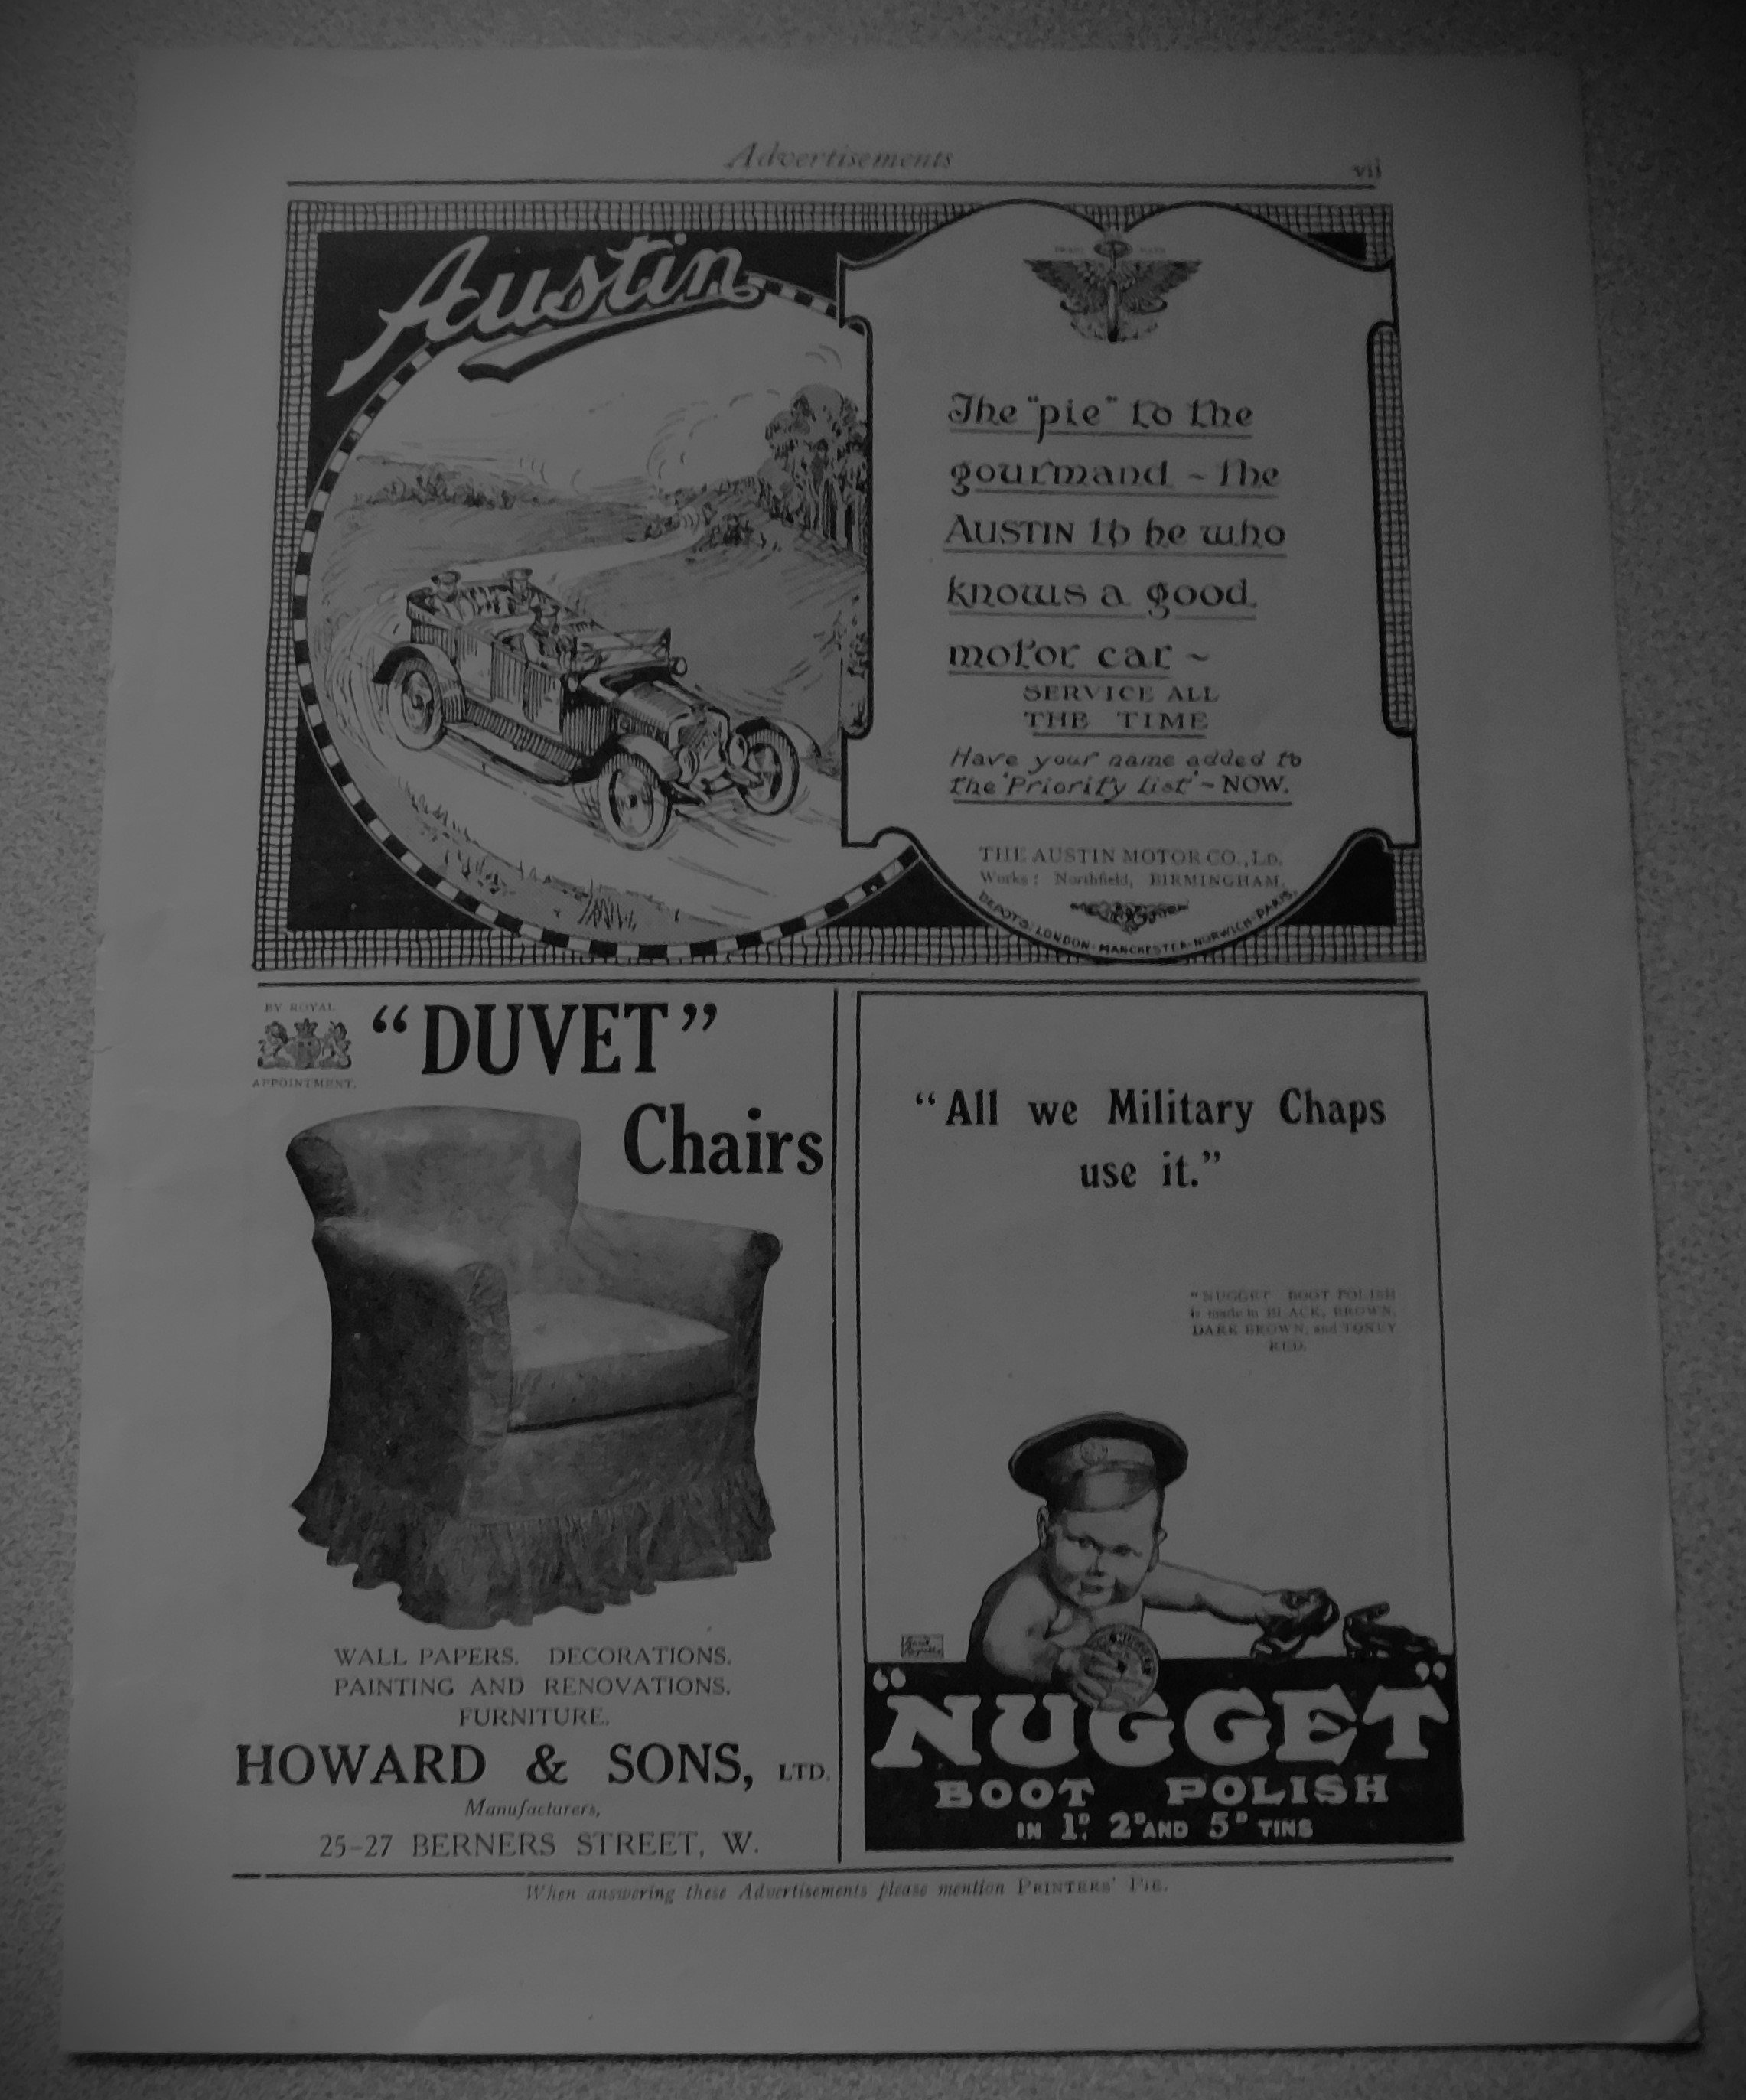 Advertisements
vii
Austin
TRADE MARK
The "pie" to the
gourmand ~ the
AUSTIN to he who
knows a good
motor car ~
SERVICE ALL
THE TIME
Have your name added to
the 'Priority List' ~ NOW.
THE AUSTIN MOTOR CO., LD.
Works: Northfield, BIRMINGHAM.
DEPOTS: LONDON-MANCHESTER-NORWICH-PARIS.
BY ROYAL
APPOINTMENT.
"DUVET"
Chairs
WALL PAPERS. DECORATIONS.
PAINTING AND RENOVATIONS.
FURNITURE.
HOWARD & SONS, LTD.
Manufacturers,
25-27 BERNERS STREET, W.
"All we Military Chaps
use it."
"NUGGET BOOT POLISH
is made in BLACK, BROWN,
DARK BROWN, and TONEY
RED.
"NUGGET"
BOOT POLISH
IN 1D. 2D AND 5D TINS
When answering these Advertisements please mention PRINTERS' PIE.